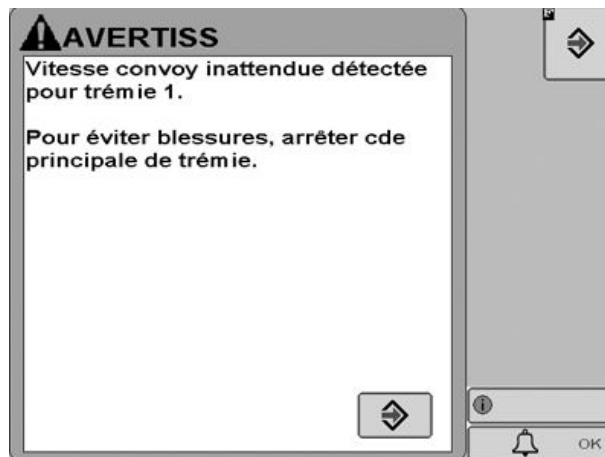 AVERTISS
Vitesse convoy inattendue détectée
pour trémie 1.
Pour éviter blessures, arrêter cde
principale de trémie.
OK